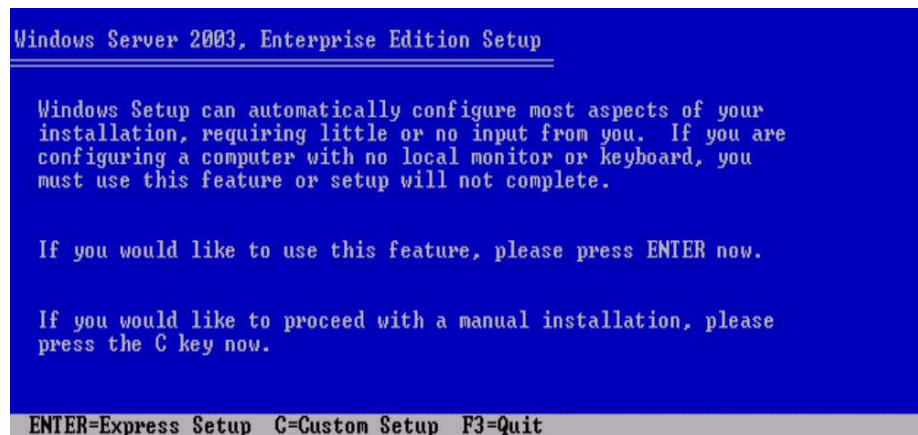 Windows Server 2003, Enterprise Edition Setup
Windows Setup can automatically configure most aspects of your
installation, requiring little or no input from you.  If you are
configuring a computer with no local monitor or keyboard, you
must use this feature or setup will not complete.
If you would like to use this feature, please press ENTER now.
If you would like to proceed with a manual installation, please
press the C key now.
ENTER=Express Setup  C=Custom Setup  F3=Quit